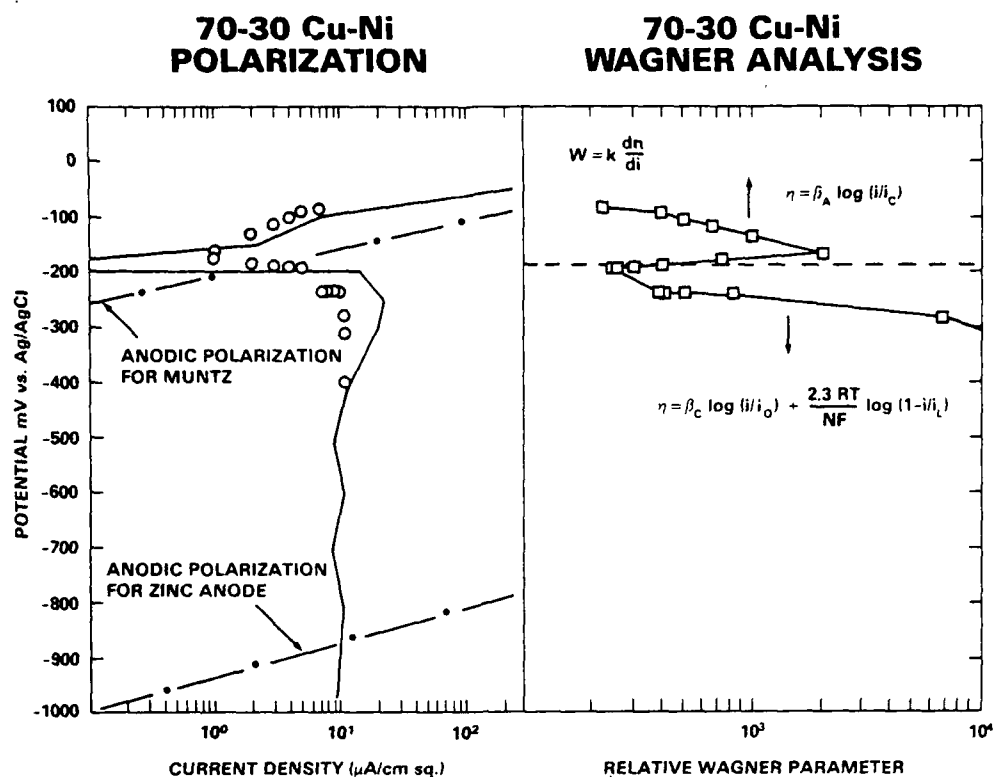 70-30 Cu-Ni
POLARIZATION
70-30 Cu-Ni
WAGNER ANALYSIS
POTENTIAL mV vs. Ag/AgCl
100
0
-100
-200
-300
-400
-500
-600
-700
-800
-900
-1000
ANODIC POLARIZATION
FOR MUNTZ
ANODIC POLARIZATION
FOR ZINC ANODE
10⁰
10¹
10²
CURRENT DENSITY (μA/cm sq.)
W = k dn/di
η = β_A log (i/i_C)
η = β_C log (i/i_O) + 2.3 RT/NF log (1-i/i_L)
10³
10⁴
RELATIVE WAGNER PARAMETER